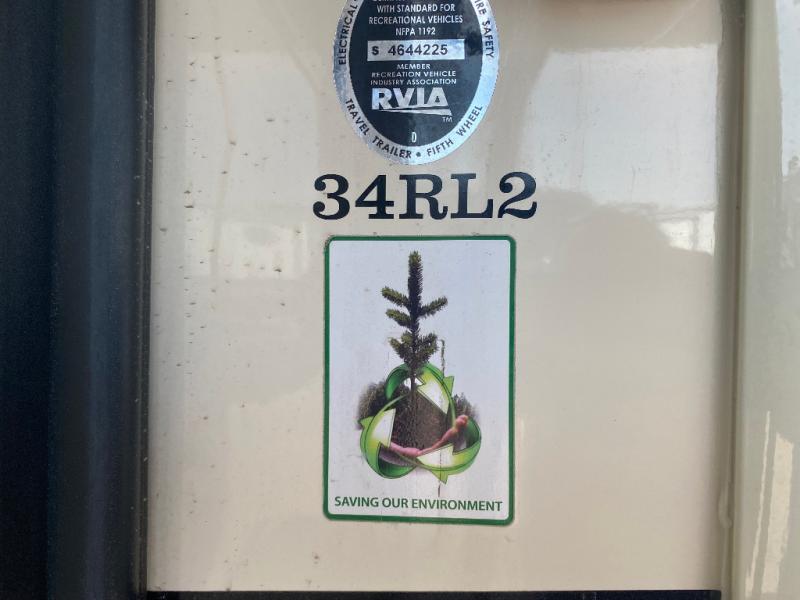 WITH STANDARD FOR
RECREATIONAL VEHICLES
NFPA 1192
S 4644225
MEMBER
RECREATION VEHICLE
INDUSTRY ASSOCIATION
RVIA
TM
D
ELECTRICAL
SAFETY
TRAVEL TRAILER • FIFTH WHEEL
34RL2
SAVING OUR ENVIRONMENT